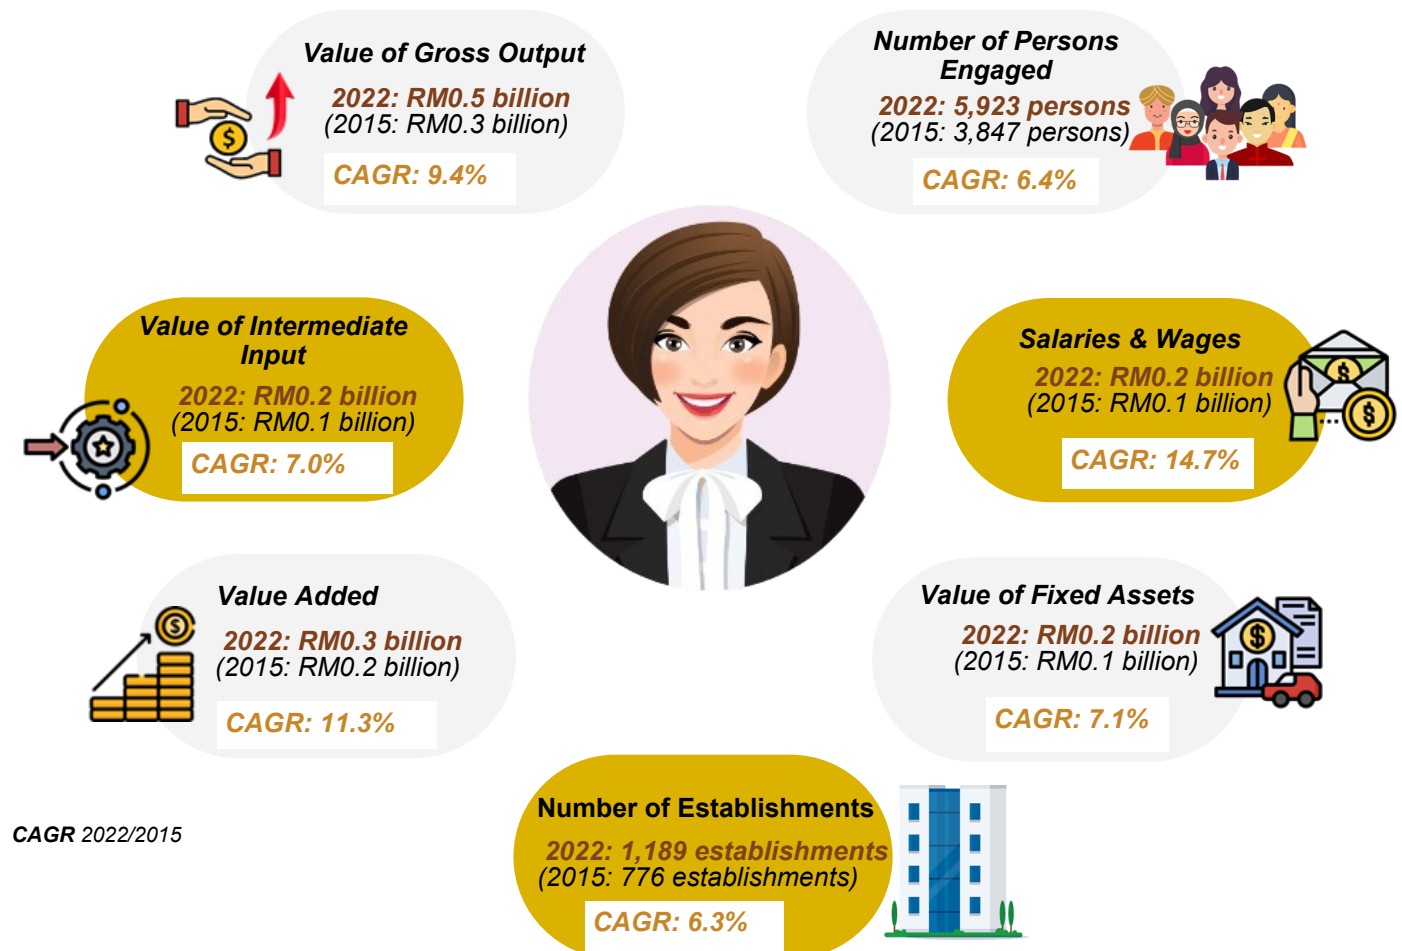 Value of Gross Output
2022: RM0.5 billion
(2015: RM0.3 billion)
CAGR: 9.4%
Number of Persons
Engaged
2022: 5,923 persons
(2015: 3,847 persons)
CAGR: 6.4%
Value of Intermediate
Input
2022: RM0.2 billion
(2015: RM0.1 billion)
CAGR: 7.0%
Salaries & Wages
2022: RM0.2 billion
(2015: RM0.1 billion)
CAGR: 14.7%
Value Added
2022: RM0.3 billion
(2015: RM0.2 billion)
CAGR: 11.3%
Value of Fixed Assets
2022: RM0.2 billion
(2015: RM0.1 billion)
CAGR: 7.1%
Number of Establishments
2022: 1,189 establishments
(2015: 776 establishments)
CAGR: 6.3%
CAGR 2022/2015